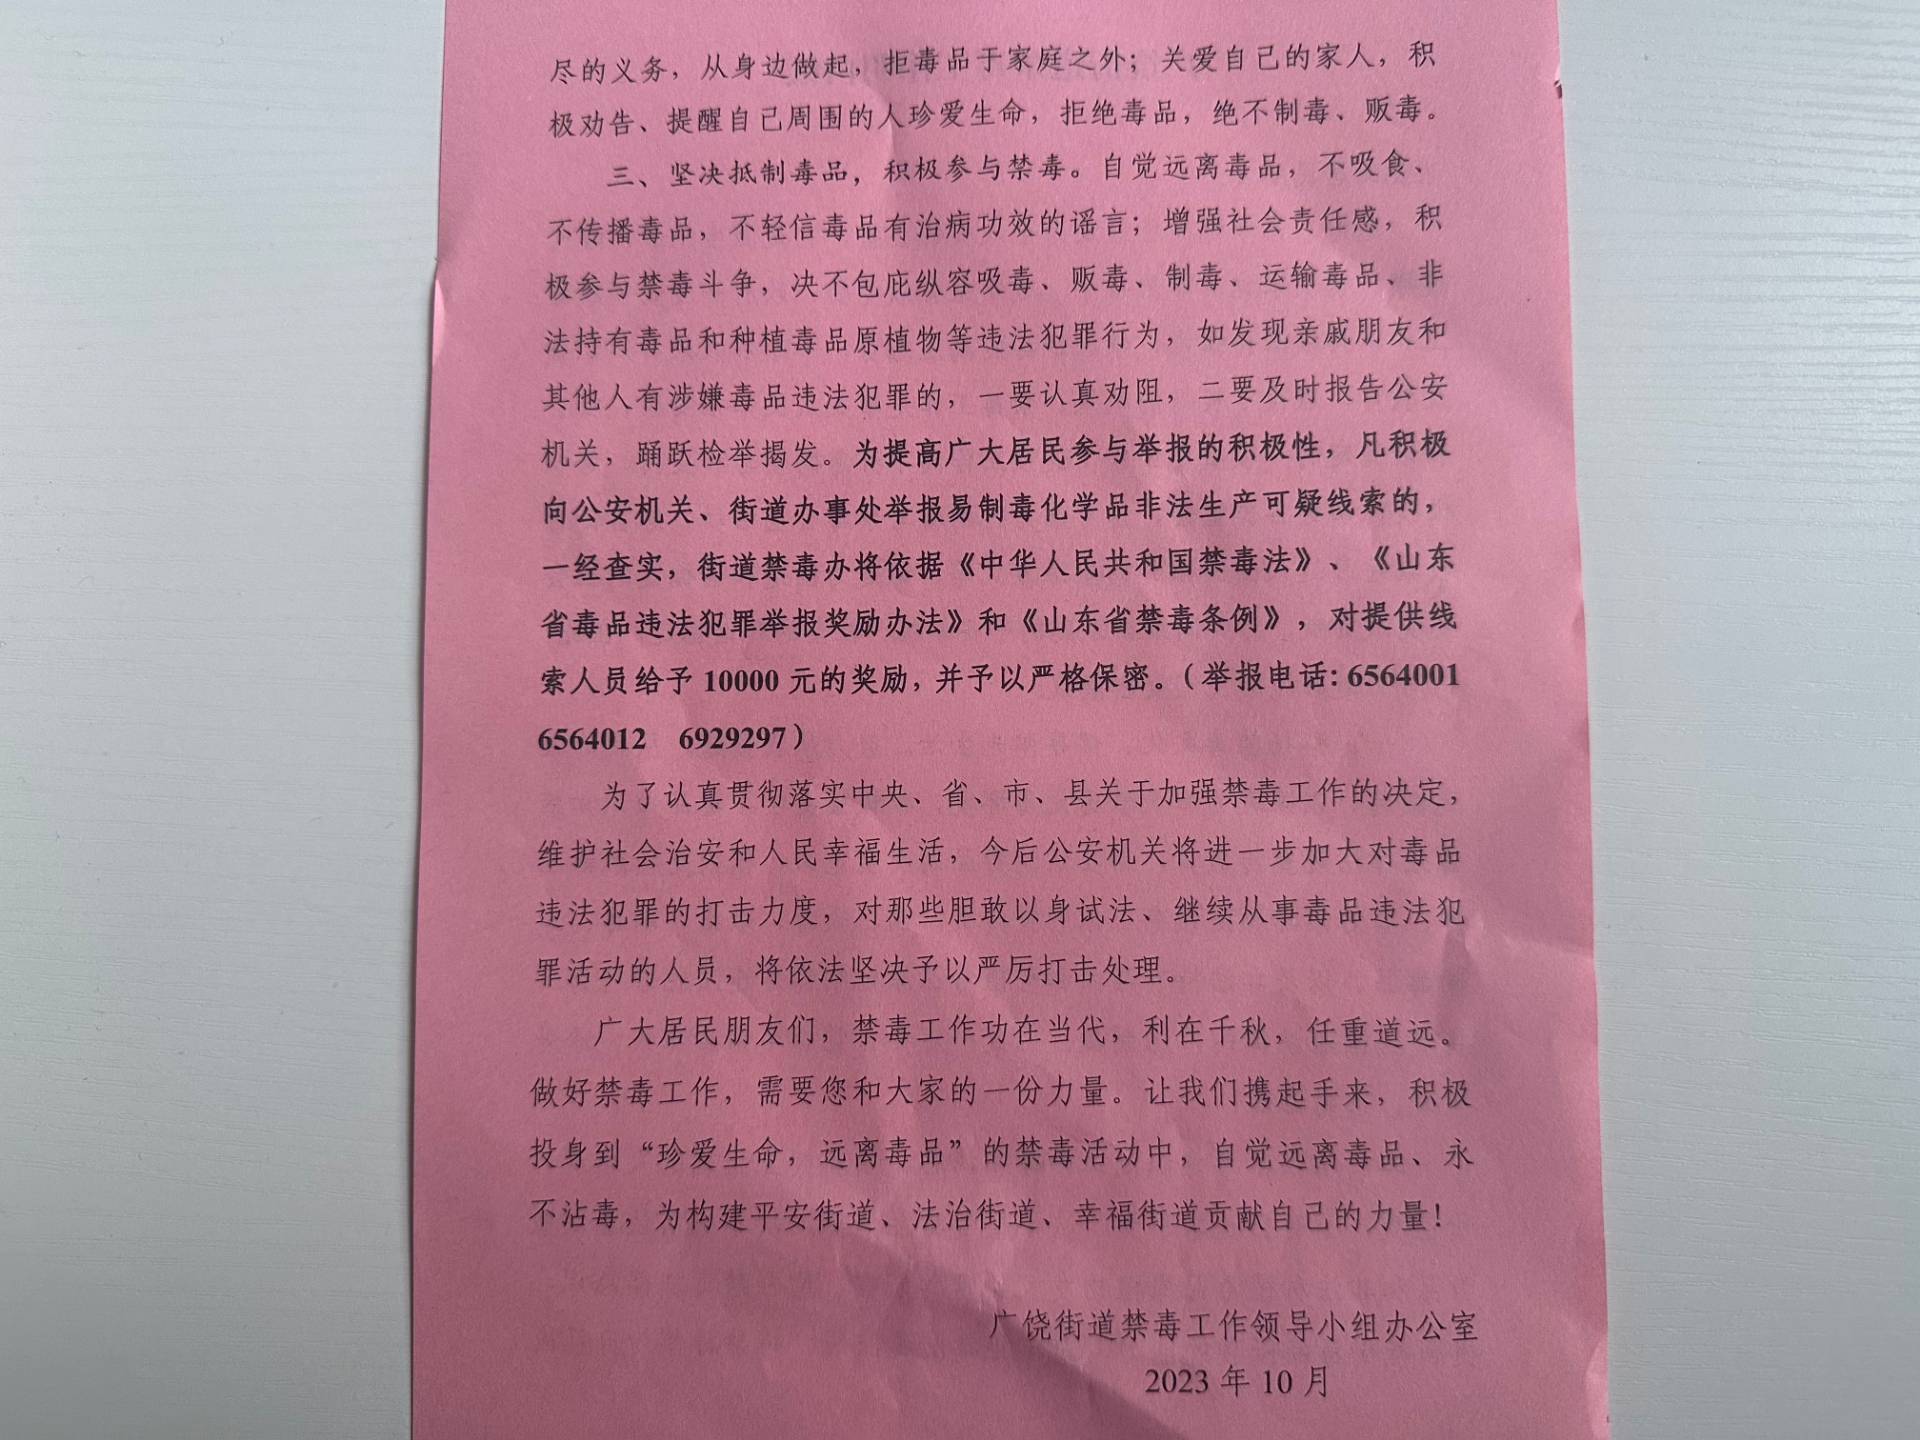 尽的义务，从身边做起，拒毒品于家庭之外；关爱自己的家人，积
极劝告、提醒自己周围的人珍爱生命，拒绝毒品，绝不制毒、贩毒。
三、坚决抵制毒品，积极参与禁毒。自觉远离毒品，不吸食、
不传播毒品，不轻信毒品有治病功效的谣言；增强社会责任感，积
极参与禁毒斗争，决不包庇纵容吸毒、贩毒、制毒、运输毒品、非
法持有毒品和种植毒品原植物等违法犯罪行为，如发现亲戚朋友和
其他人有涉嫌毒品违法犯罪的，一要认真劝阻，二要及时报告公安
机关，踊跃检举揭发。为提高广大居民参与举报的积极性，凡积极
向公安机关、街道办事处举报易制毒化学品非法生产可疑线索的，
一经查实，街道禁毒办将依据《中华人民共和国禁毒法》、《山东
省毒品违法犯罪举报奖励办法》和《山东省禁毒条例》，对提供线
索人员给予 10000 元的奖励，并予以严格保密。（举报电话：6564001
6564012 6929297）
为了认真贯彻落实中央、省、市、县关于加强禁毒工作的决定，
维护社会治安和人民幸福生活，今后公安机关将进一步加大对毒品
违法犯罪的打击力度，对那些胆敢以身试法、继续从事毒品违法犯
罪活动的人员，将依法坚决予以严厉打击处理。
广大居民朋友们，禁毒工作功在当代，利在千秋，任重道远。
做好禁毒工作，需要您和大家的一份力量。让我们携起手来，积极
投身到“珍爱生命，远离毒品”的禁毒活动中，自觉远离毒品、永
不沾毒，为构建平安街道、法治街道、幸福街道贡献自己的力量！
广饶街道禁毒工作领导小组办公室
2023 年 10 月